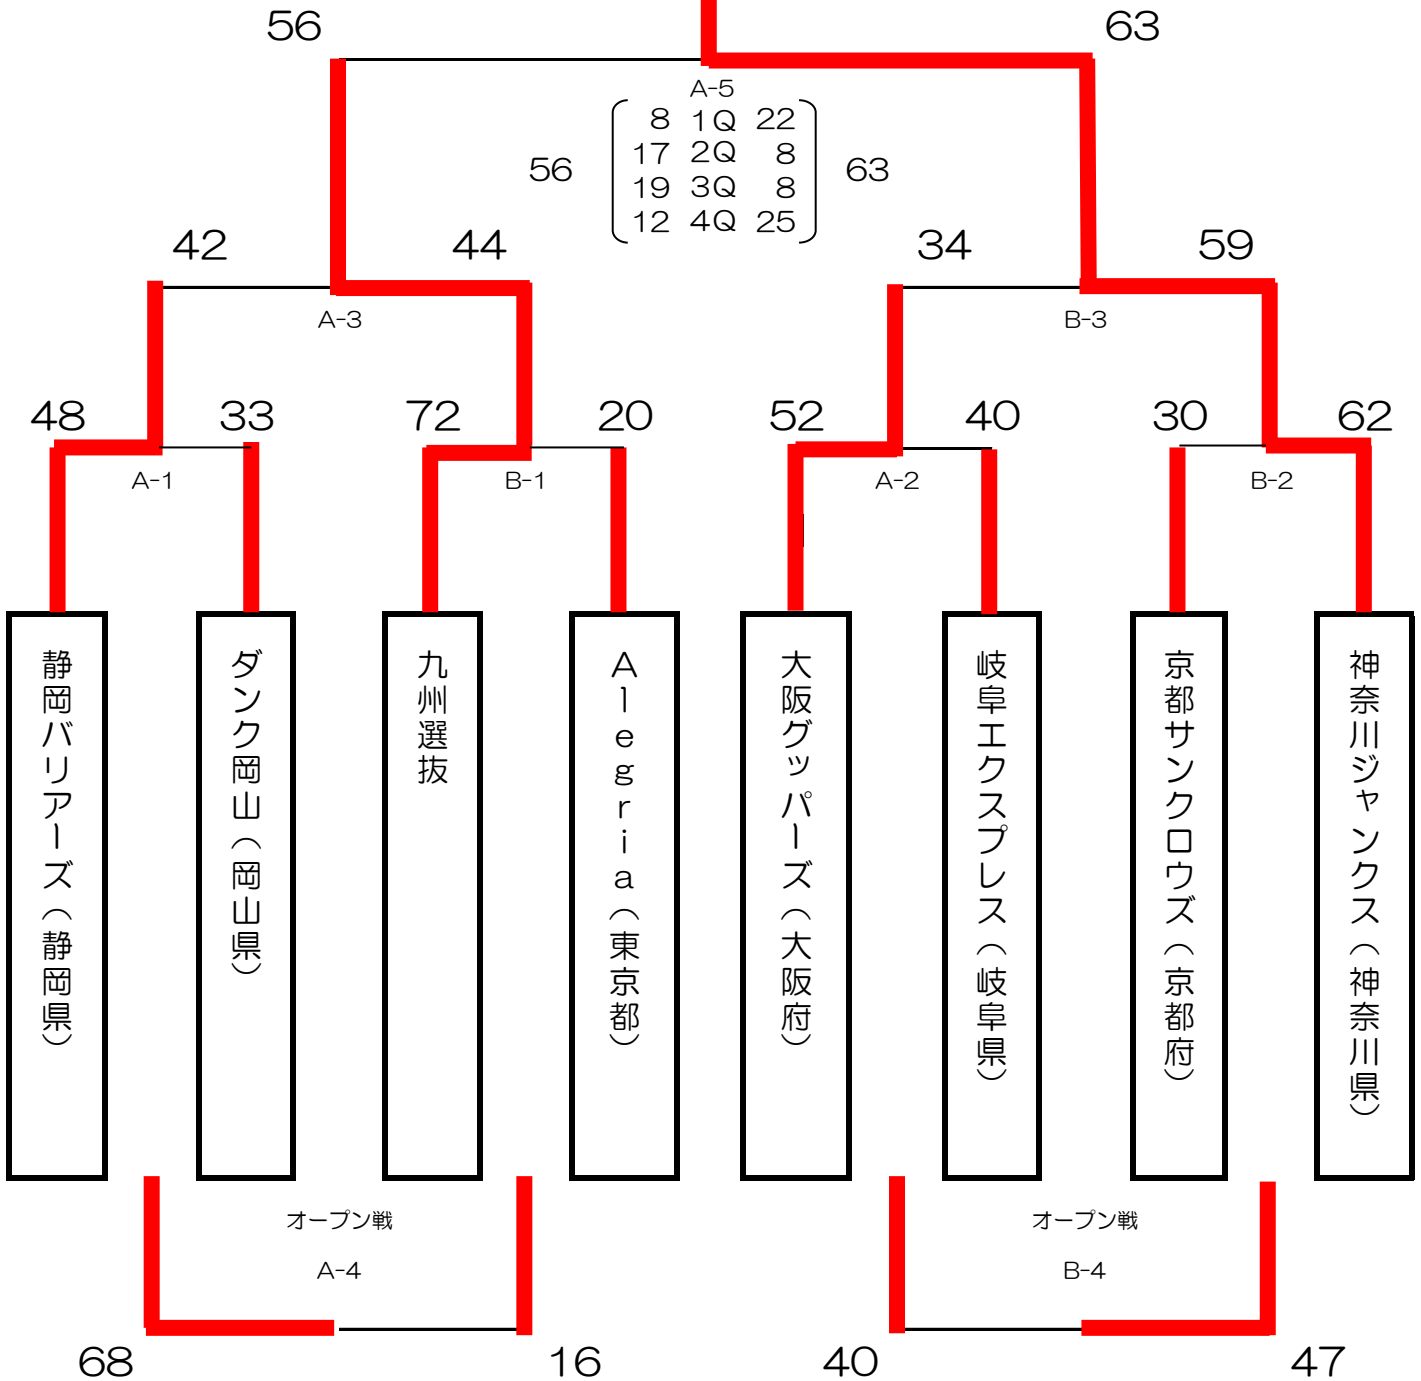 56 63
A-5
8 1Q 22
17 2Q 8
56 63
19 3Q 8
12 4Q 25
42 44 34 59
A-3 B-3
48 33 72 20 52 40 30 62
A-1 B-1 A-2 B-2
静岡バリアーズ（静岡県）
ダンク岡山（岡山県）
九州選抜
Alegria（東京都）
大阪グッパーズ（大阪府）
岐阜エクスプレス（岐阜県）
京都サンクロウズ（京都府）
神奈川ジャンクス（神奈川県）
オープン戦 オープン戦
A-4 B-4
68 16 40 47